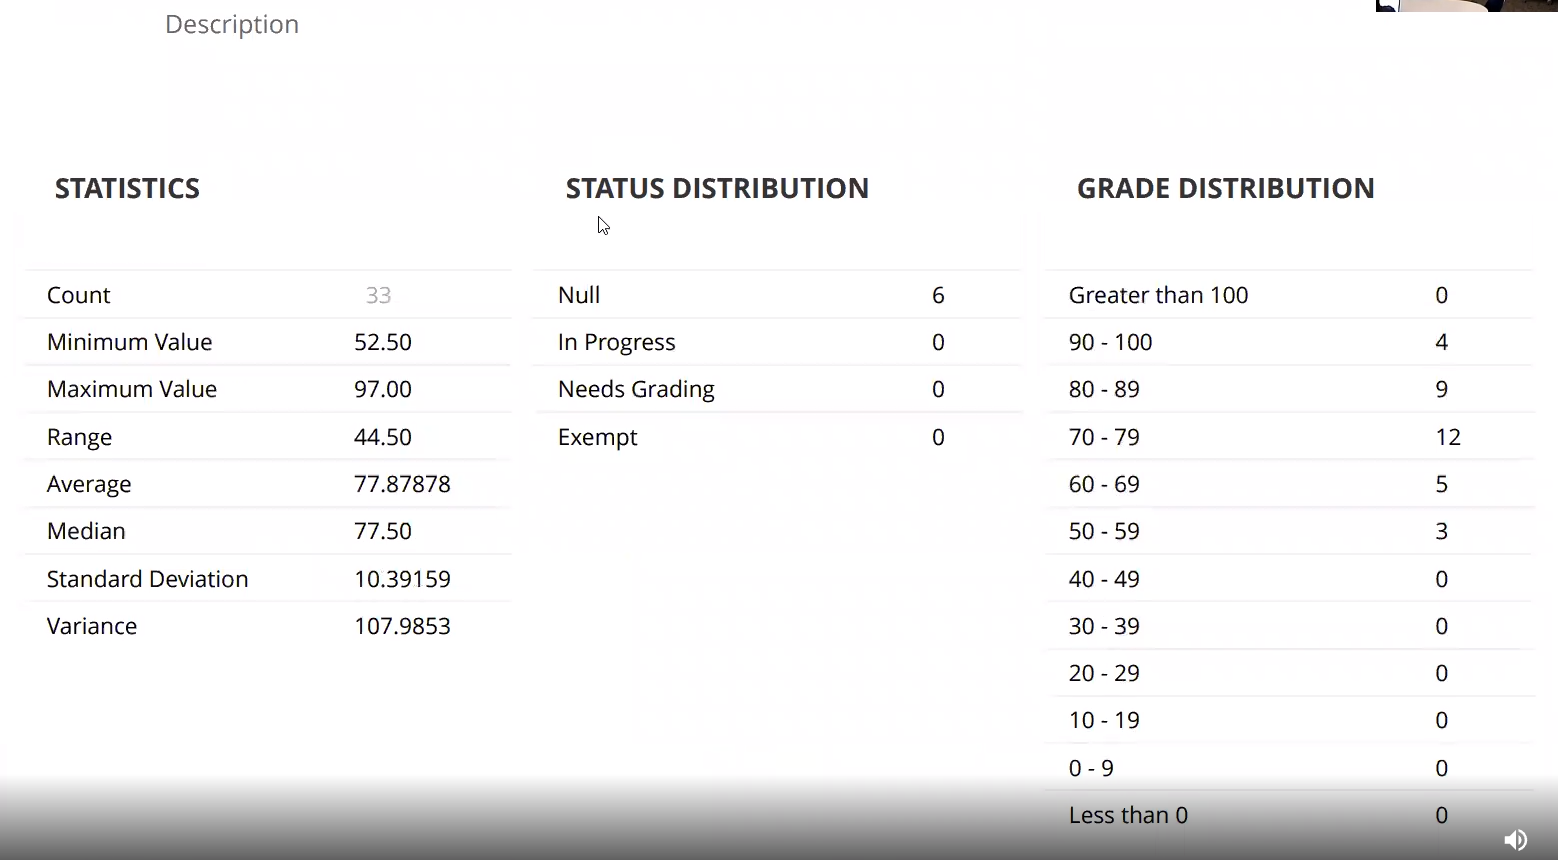 Description
STATISTICS
Count 33
Minimum Value 52.50
Maximum Value 97.00
Range 44.50
Average 77.87878
Median 77.50
Standard Deviation 10.39159
Variance 107.9853
STATUS DISTRIBUTION
Null 6
In Progress 0
Needs Grading 0
Exempt 0
GRADE DISTRIBUTION
Greater than 100 0
90 - 100 4
80 - 89 9
70 - 79 12
60 - 69 5
50 - 59 3
40 - 49 0
30 - 39 0
20 - 29 0
10 - 19 0
0 - 9 0
Less than 0 0